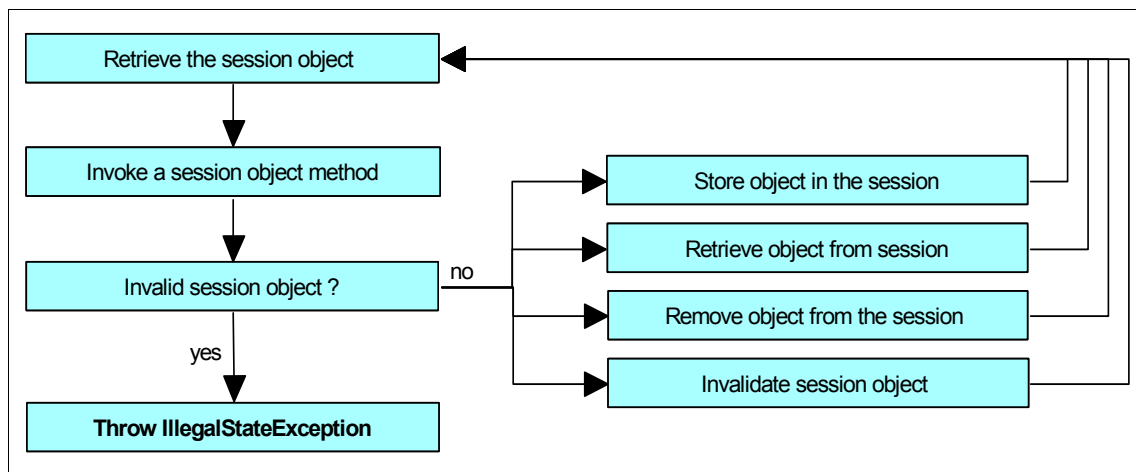 Retrieve the session object
Invoke a session object method
Store object in the session
Retrieve object from session
Invalid session object ?
no
Remove object from the session
yes
Invalidate session object
Throw IllegalStateException